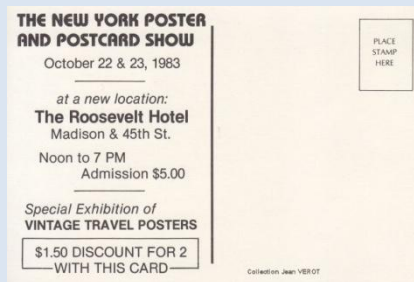 THE NEW YORK POSTER
AND POSTCARD SHOW
October 22 & 23, 1983
at a new location:
The Roosevelt Hotel
Madison & 45th St.
Noon to 7 PM
Admission $5.00
Special Exhibition of
VINTAGE TRAVEL POSTERS
$1.50 DISCOUNT FOR 2
WITH THIS CARD
PLACE
STAMP
HERE
Collection Jean VEROT